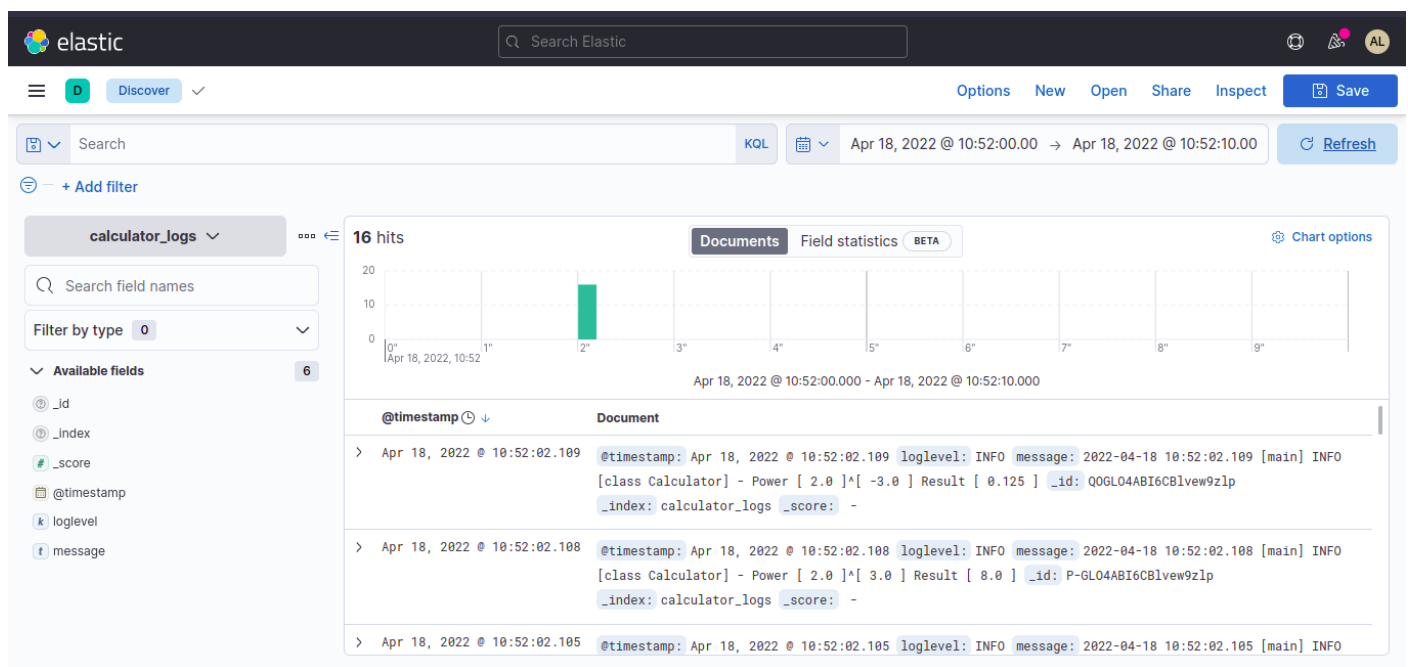 elastic
Search Elastic
AL
D Discover
Options New Open Share Inspect Save
Search KQL Apr 18, 2022 @ 10:52:00.00 → Apr 18, 2022 @ 10:52:10.00 Refresh
+ Add filter
calculator_logs
Search field names
Filter by type 0
Available fields 6
_id
_index
# _score
@timestamp
k loglevel
t message
16 hits
Documents Field statistics BETA
Chart options
20
10
0
0" 1" 2" 3" 4" 5" 6" 7" 8" 9"
Apr 18, 2022, 10:52
Apr 18, 2022 @ 10:52:00.000 - Apr 18, 2022 @ 10:52:10.000
@timestamp Document
Apr 18, 2022 @ 10:52:02.109 @timestamp: Apr 18, 2022 @ 10:52:02.109 loglevel: INFO message: 2022-04-18 10:52:02.109 [main] INFO
[class Calculator] - Power [ 2.0 ]^[ -3.0 ] Result [ 0.125 ] _id: QOGLO4ABI6CBlvew9zlp
_index: calculator_logs _score: -
Apr 18, 2022 @ 10:52:02.108 @timestamp: Apr 18, 2022 @ 10:52:02.108 loglevel: INFO message: 2022-04-18 10:52:02.108 [main] INFO
[class Calculator] - Power [ 2.0 ]^[ 3.0 ] Result [ 8.0 ] _id: P-GLO4ABI6CBlvew9zlp
_index: calculator_logs _score: -
Apr 18, 2022 @ 10:52:02.105 @timestamp: Apr 18, 2022 @ 10:52:02.105 loglevel: INFO message: 2022-04-18 10:52:02.105 [main] INFO